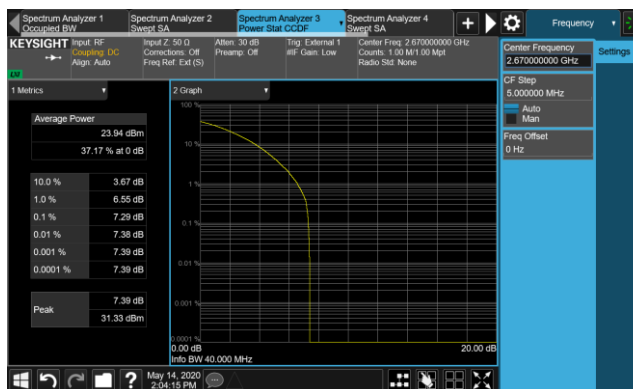 Spectrum Analyzer 1
Occupied BW
Spectrum Analyzer 2
Swept SA
Spectrum Analyzer 3
Power Stat CCDF
Spectrum Analyzer 4
Swept SA
Frequency
KEYSIGHT
Input: RF
Coupling: DC
Align: Auto
Input Z: 50 Ω
Corrections: Off
Freq Ref: Ext (S)
Atten: 30 dB
Preamp: Off
Trig: External 1
#IF Gain: Low
Center Freq: 2.670000000 GHz
Counts: 1.00 M/1.00 Mpt
Radio Std: None
Center Frequency
2.670000000 GHz
Settings
CF Step
5.000000 MHz
Auto
Man
Freq Offset
0 Hz
1 Metrics
Average Power
23.94 dBm
37.17 % at 0 dB
10.0 % 3.67 dB
1.0 % 6.55 dB
0.1 % 7.29 dB
0.01 % 7.38 dB
0.001 % 7.39 dB
0.0001 % 7.39 dB
Peak
7.39 dB
31.33 dBm
2 Graph
100 %
10 %
1 %
0.1 %
0.01 %
0.001 %
0.0001 %
0.00 dB
20.00 dB
Info BW 40.000 MHz
?
May 14, 2020
2:04:15 PM